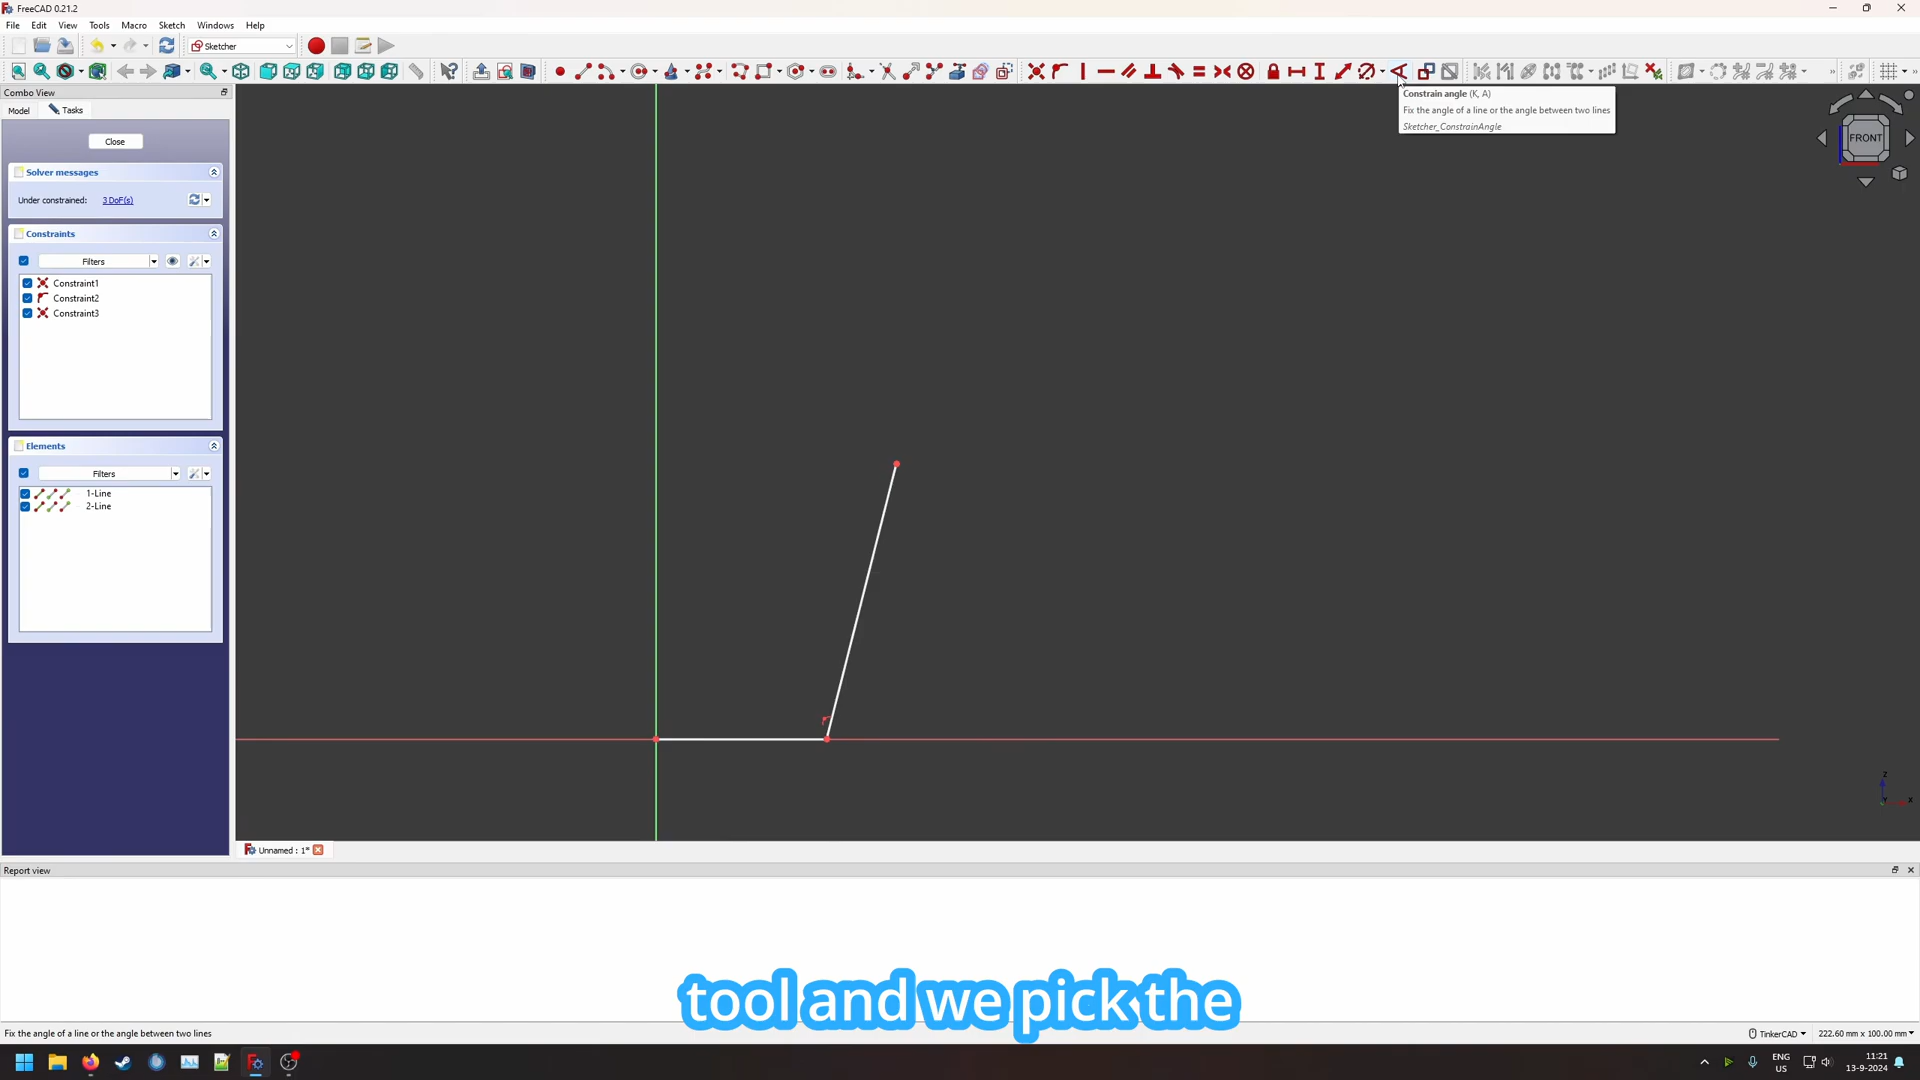 FreeCAD 0.21.2
File Edit View Tools Macro Sketch Windows Help
Sketcher
Constrain angle (K, A)
Fix the angle of a line or the angle between two lines
Sketcher_ConstrainAngle
Combo View
Model Tasks
Close
Solver messages
Under constrained: 3 DoF(s)
Constraints
Filters
Constraint1
Constraint2
Constraint3
Elements
Filters
1-Line
2-Line
FRONT
Z
X
Unnamed : 1*
Report view
tool and we pick the
Fix the angle of a line or the angle between two lines
TinkerCAD 222.60 mm x 100.00 mm
ENG
US
11:21
13-9-2024